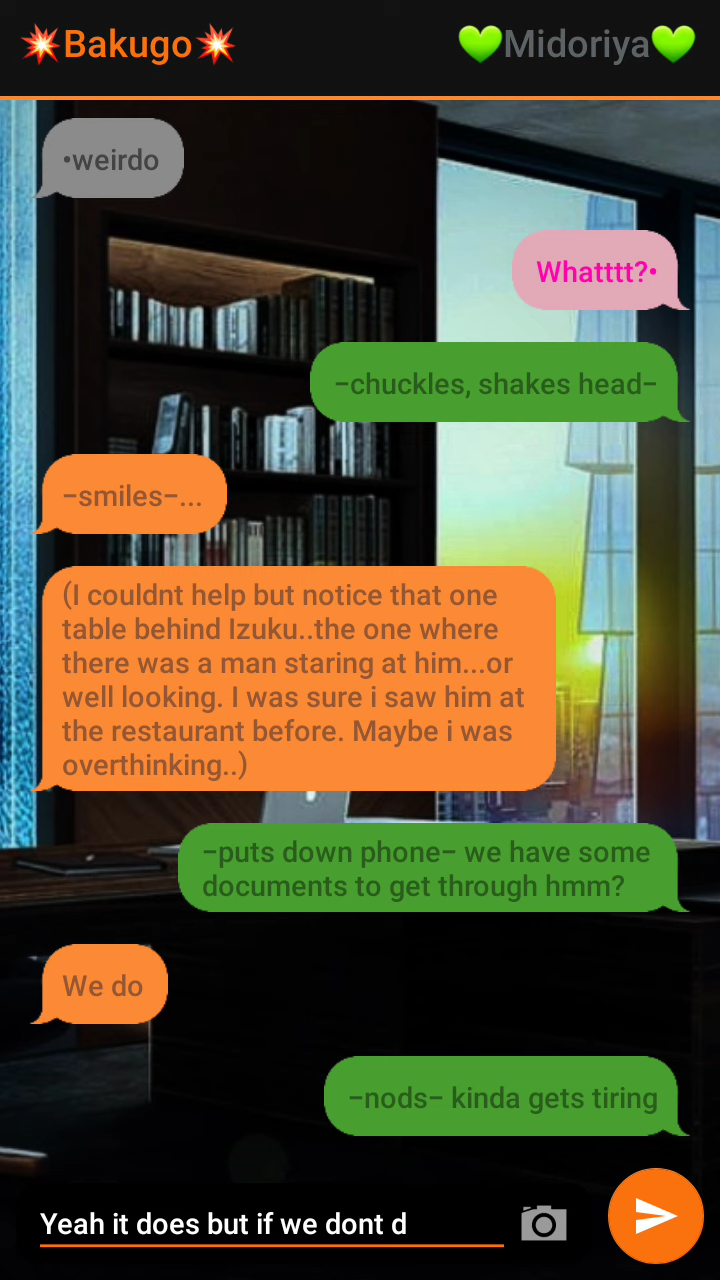 💥Bakugo💥 💚Midoriya💚
•weirdo
Whatttt?•
–chuckles, shakes head–
–smiles–...
(I couldnt help but notice that one
table behind Izuku..the one where
there was a man staring at him...or
well looking. I was sure i saw him at
the restaurant before. Maybe i was
overthinking..)
–puts down phone– we have some
documents to get through hmm?
We do
–nods– kinda gets tiring
Yeah it does but if we dont d